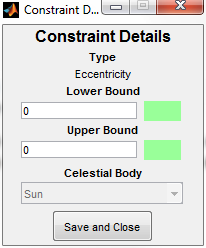 Constraint D...
Constraint Details
Type
Eccentricity
Lower Bound
0
Upper Bound
0
Celestial Body
Sun
Save and Close